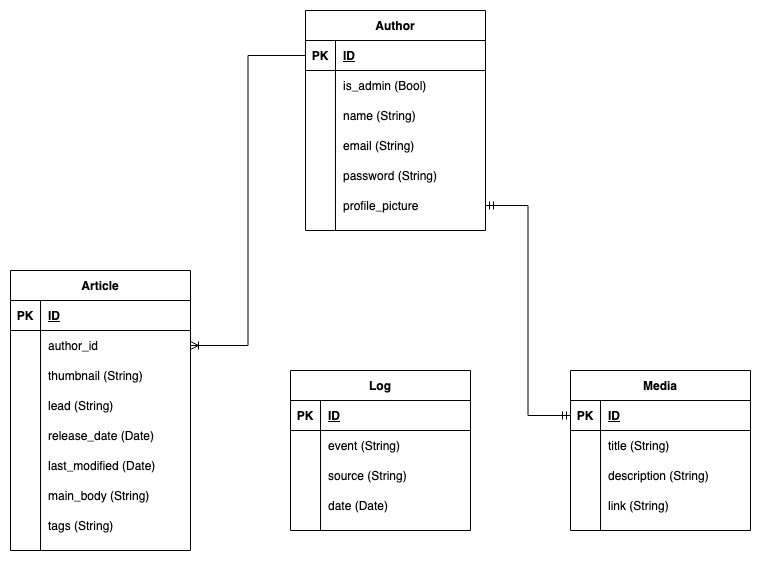 Author
PK ID
is_admin (Bool)
name (String)
email (String)
password (String)
profile_picture
Article
PK ID
author_id
thumbnail (String)
lead (String)
release_date (Date)
last_modified (Date)
main_body (String)
tags (String)
Log
PK ID
event (String)
source (String)
date (Date)
Media
PK ID
title (String)
description (String)
link (String)